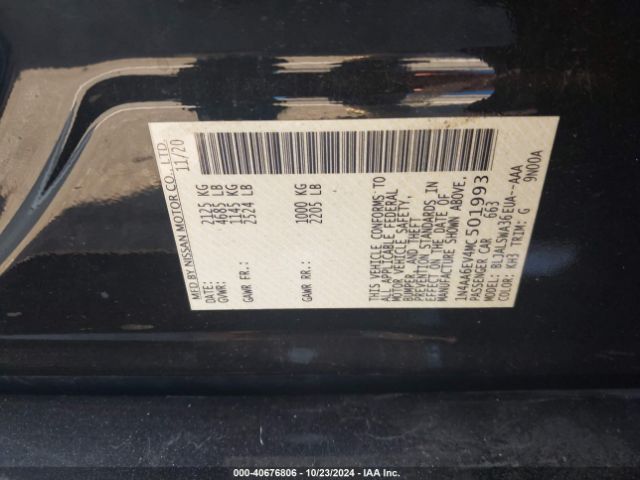 MFD BY NISSAN MOTOR CO., LTD.
DATE: 11/20
GVWR: 2125 KG
4685 LB
GAWR FR.: 1145 KG
2524 LB
GAWR RR.: 1000 KG
2205 LB
THIS VEHICLE CONFORMS TO
ALL APPLICABLE FEDERAL
MOTOR VEHICLE SAFETY,
BUMPER, AND THEFT
PREVENTION STANDARDS IN
EFFECT ON THE DATE OF
MANUFACTURE SHOWN ABOVE.
1N4AA6EV4MC501993
PASSENGER CAR 6B3
MODEL: BLJALSWA36EUA--AAA
COLOR: KH3 TRIM: G 9N00A
000-40676806 / 10/23/2024 / IAA Inc.